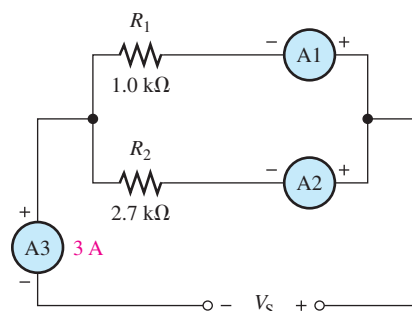 R1
− A1 +
1.0 kΩ
R2
− A2 +
2.7 kΩ
+
A3 3 A
−
− VS +